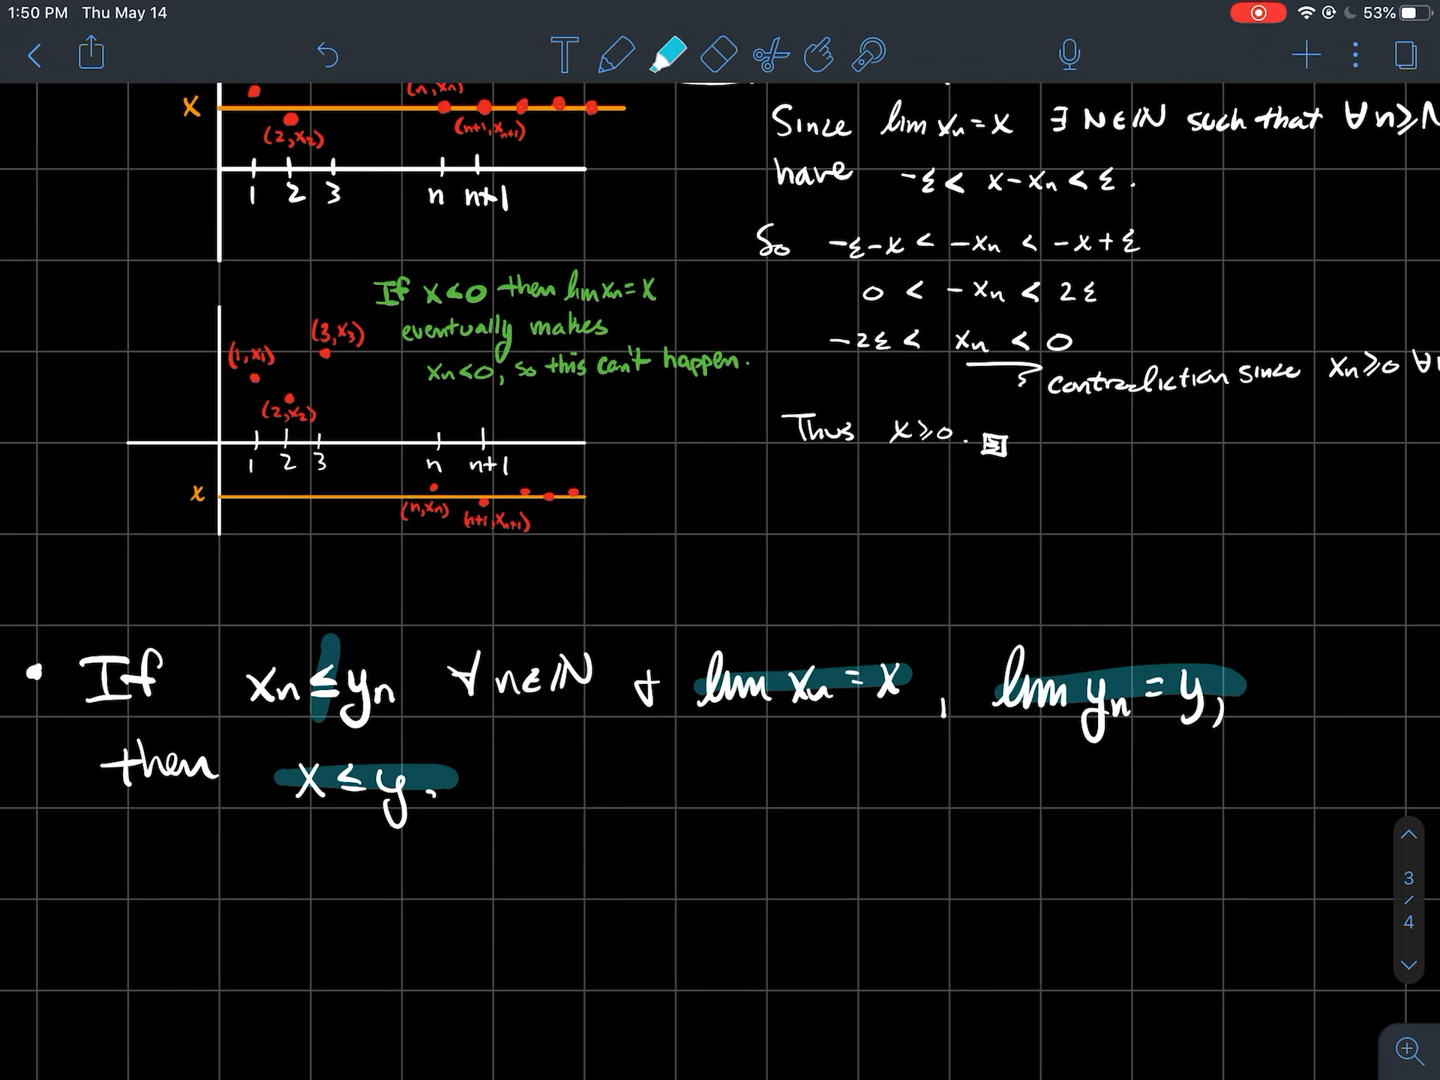 1:50 PM Thu May 14
53%
x
(n,xn)
(2,x2)
(n+1,xn+1)
1 2 3 n n+1
Since lim xn = x ∃ N∈ℕ such that ∀n≥N
have -ε < x-xn < ε.
So -ε-x < -xn < -x+ε
0 < -xn < 2ε
-2ε < xn < 0
contradiction since xn≥0 ∀
Thus x≥0.
If x<0 then lim xn = x
eventually makes
xn<0, so this can't happen.
(1,x1)
(3,x3)
(2,x2)
1 2 3 n n+1
x
(n,xn)
(n+1,xn+1)
• If xn ≤ yn ∀n∈ℕ + lim xn = x, lim yn = y,
then x ≤ y.
3
/
4